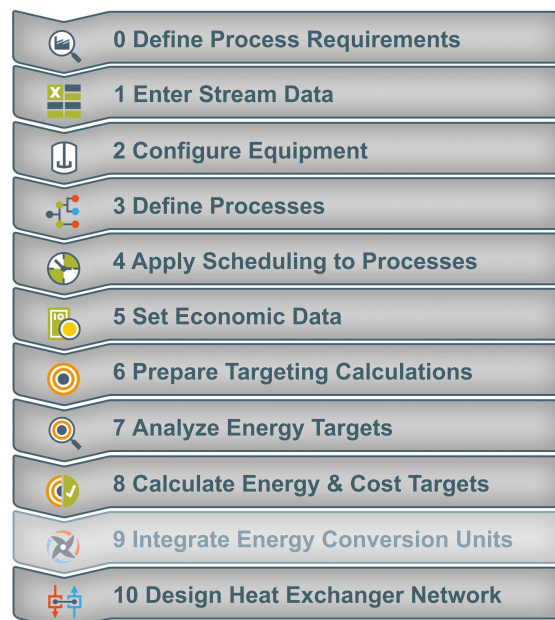 0 Define Process Requirements
1 Enter Stream Data
2 Configure Equipment
3 Define Processes
4 Apply Scheduling to Processes
5 Set Economic Data
6 Prepare Targeting Calculations
7 Analyze Energy Targets
8 Calculate Energy & Cost Targets
9 Integrate Energy Conversion Units
10 Design Heat Exchanger Network